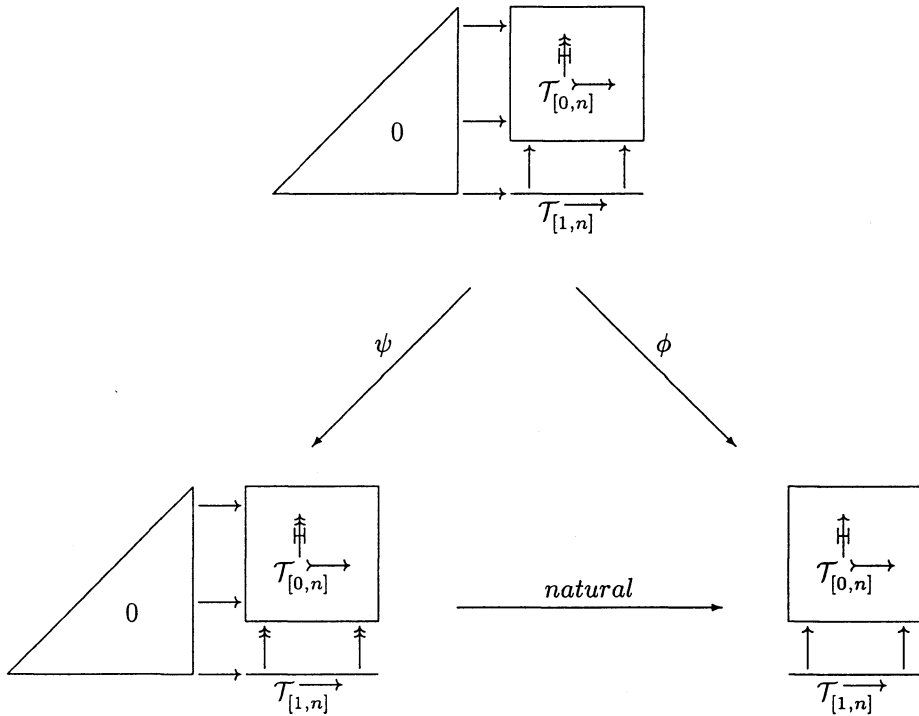 0
𝒯[0,n]
𝒯[1,n]
ψ
φ
0
𝒯[0,n]
natural
𝒯[0,n]
𝒯[1,n]
𝒯[1,n]